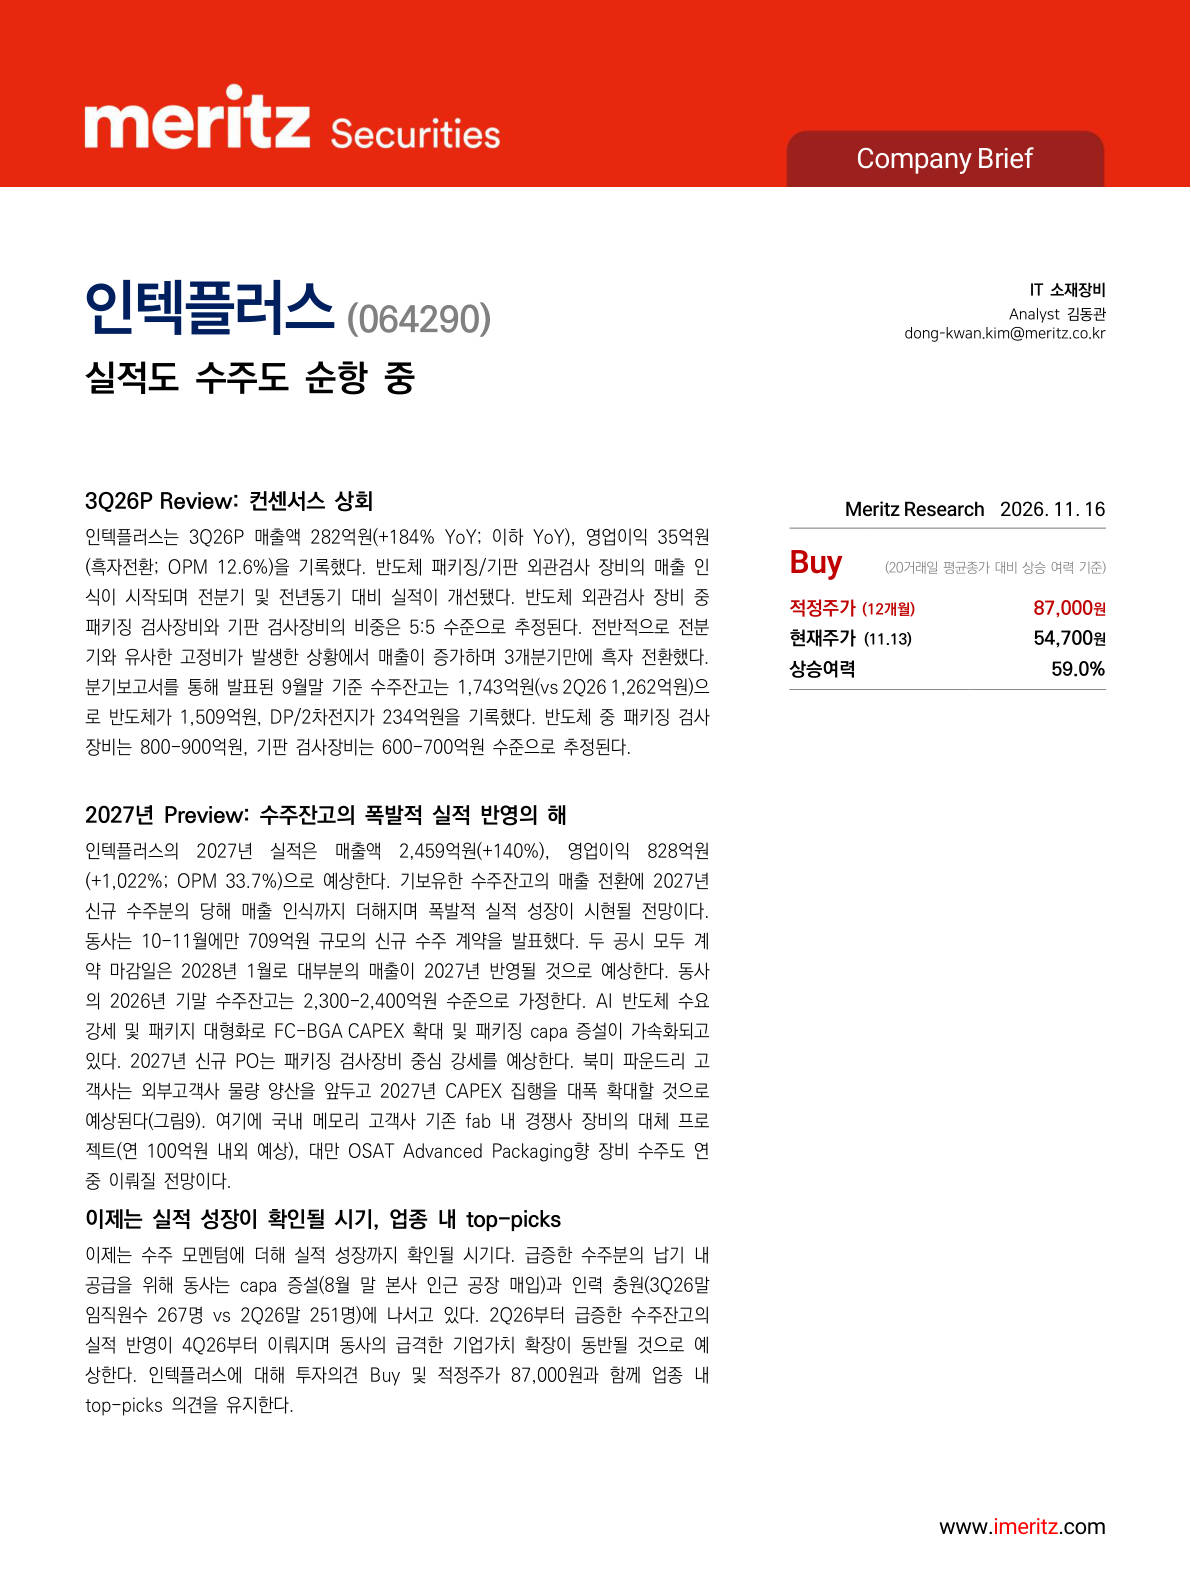 meritz Securities
Company Brief
인텍플러스 (064290)
실적도 수주도 순항 중
IT 소재장비
Analyst 김동관
dong-kwan.kim@meritz.co.kr
3Q26P Review: 컨센서스 상회
인텍플러스는 3Q26P 매출액 282억원(+184% YoY; 이하 YoY), 영업이익 35억원
(흑자전환; OPM 12.6%)을 기록했다. 반도체 패키징/기판 외관검사 장비의 매출 인
식이 시작되며 전분기 및 전년동기 대비 실적이 개선됐다. 반도체 외관검사 장비 중
패키징 검사장비와 기판 검사장비의 비중은 5:5 수준으로 추정된다. 전반적으로 전분
기와 유사한 고정비가 발생한 상황에서 매출이 증가하며 3개분기만에 흑자 전환했다.
분기보고서를 통해 발표된 9월말 기준 수주잔고는 1,743억원(vs 2Q26 1,262억원)으
로 반도체가 1,509억원, DP/2차전지가 234억원을 기록했다. 반도체 중 패키징 검사
장비는 800-900억원, 기판 검사장비는 600-700억원 수준으로 추정된다.
2027년 Preview: 수주잔고의 폭발적 실적 반영의 해
인텍플러스의 2027년 실적은 매출액 2,459억원(+140%), 영업이익 828억원
(+1,022%; OPM 33.7%)으로 예상한다. 기보유한 수주잔고의 매출 전환에 2027년
신규 수주분의 당해 매출 인식까지 더해지며 폭발적 실적 성장이 시현될 전망이다.
동사는 10-11월에만 709억원 규모의 신규 수주 계약을 발표했다. 두 공시 모두 계
약 마감일은 2028년 1월로 대부분의 매출이 2027년 반영될 것으로 예상한다. 동사
의 2026년 기말 수주잔고는 2,300-2,400억원 수준으로 가정한다. AI 반도체 수요
강세 및 패키지 대형화로 FC-BGA CAPEX 확대 및 패키징 capa 증설이 가속화되고
있다. 2027년 신규 PO는 패키징 검사장비 중심 강세를 예상한다. 북미 파운드리 고
객사는 외부고객사 물량 양산을 앞두고 2027년 CAPEX 집행을 대폭 확대할 것으로
예상된다(그림9). 여기에 국내 메모리 고객사 기존 fab 내 경쟁사 장비의 대체 프로
젝트(연 100억원 내외 예상), 대만 OSAT Advanced Packaging향 장비 수주도 연
중 이뤄질 전망이다.
이제는 실적 성장이 확인될 시기, 업종 내 top-picks
이제는 수주 모멘텀에 더해 실적 성장까지 확인될 시기다. 급증한 수주분의 납기 내
공급을 위해 동사는 capa 증설(8월 말 본사 인근 공장 매입)과 인력 충원(3Q26말
임직원수 267명 vs 2Q26말 251명)에 나서고 있다. 2Q26부터 급증한 수주잔고의
실적 반영이 4Q26부터 이뤄지며 동사의 급격한 기업가치 확장이 동반될 것으로 예
상한다. 인텍플러스에 대해 투자의견 Buy 및 적정주가 87,000원과 함께 업종 내
top-picks 의견을 유지한다.
Meritz Research 2026. 11. 16
Buy (20거래일 평균종가 대비 상승 여력 기준)
적정주가 (12개월) 87,000원
현재주가 (11.13) 54,700원
상승여력 59.0%
www.imeritz.com